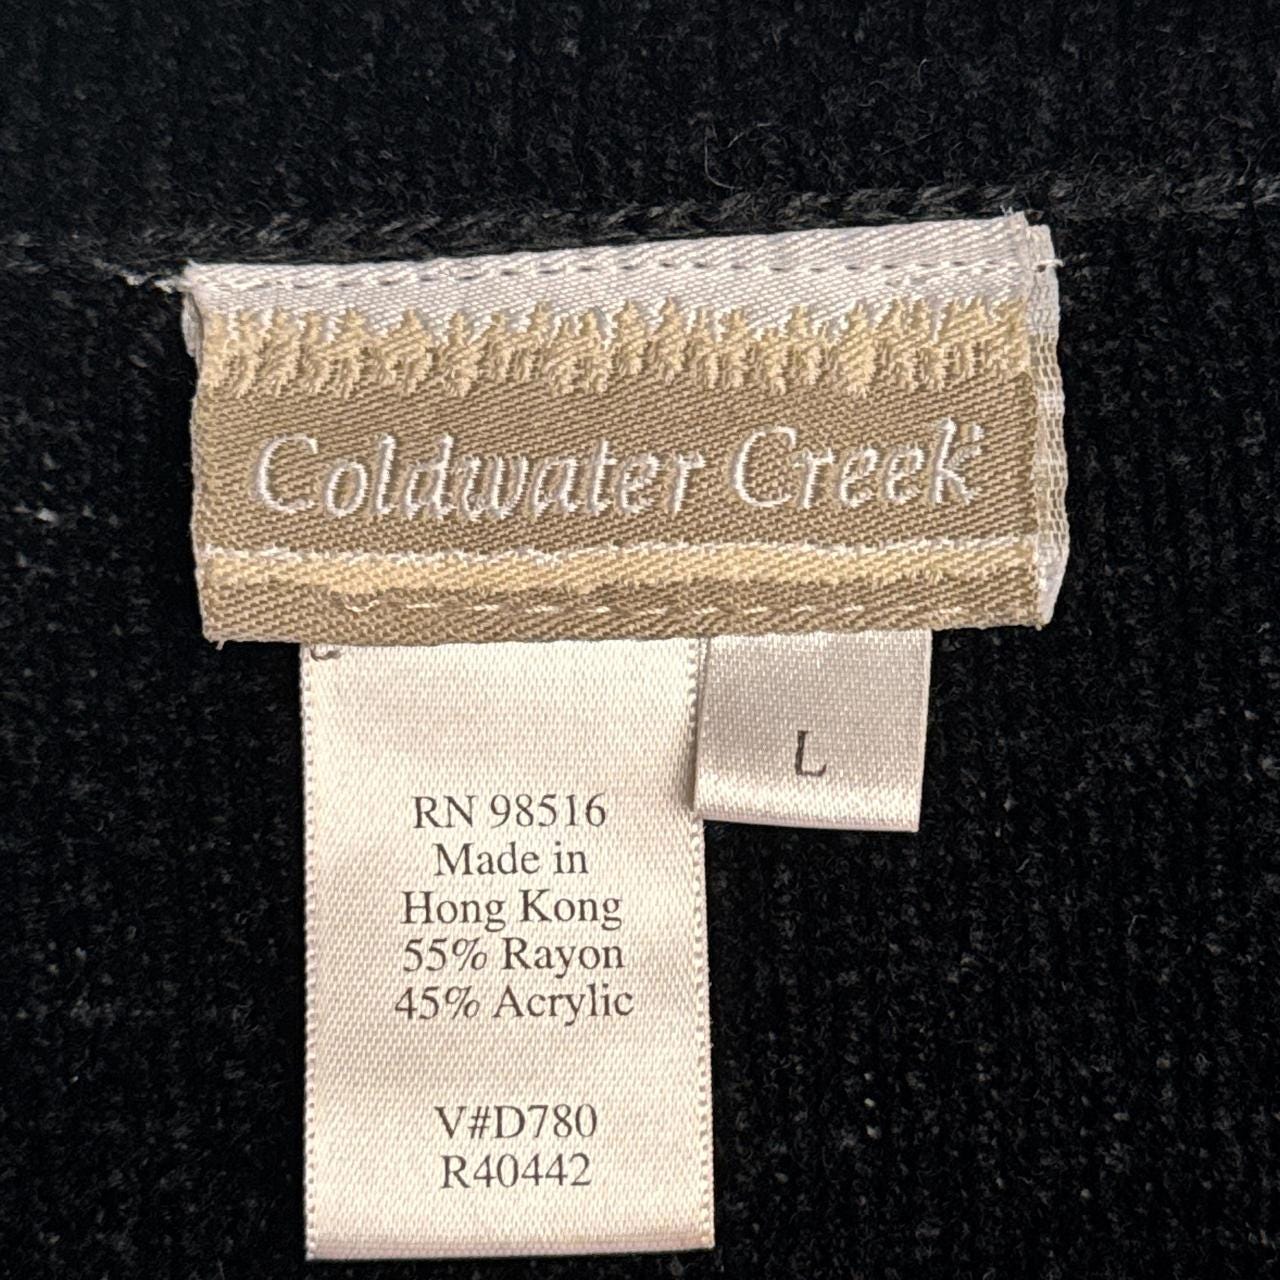 Coldwater Creek
L
RN 98516
Made in
Hong Kong
55% Rayon
45% Acrylic
V#D780
R40442